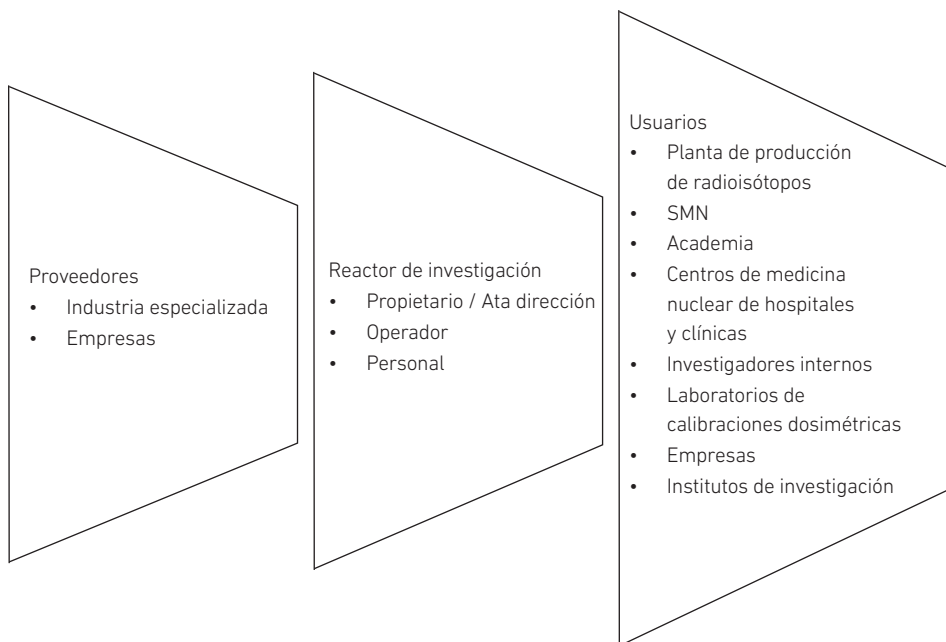 Proveedores
• Industria especializada
• Empresas
Reactor de investigación
• Propietario / Ata dirección
• Operador
• Personal
Usuarios
• Planta de producción
de radioisótopos
• SMN
• Academia
• Centros de medicina
nuclear de hospitales
y clínicas
• Investigadores internos
• Laboratorios de
calibraciones dosimétricas
• Empresas
• Institutos de investigación